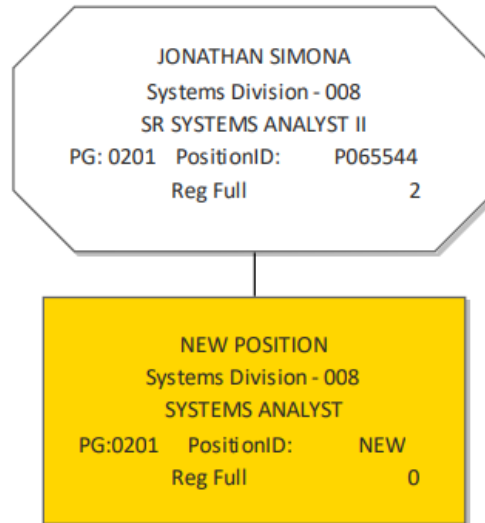 JONATHAN SIMONA
Systems Division - 008
SR SYSTEMS ANALYST II
PG: 0201 PositionID: P065544
Reg Full 2
NEW POSITION
Systems Division - 008
SYSTEMS ANALYST
PG:0201 PositionID: NEW
Reg Full 0